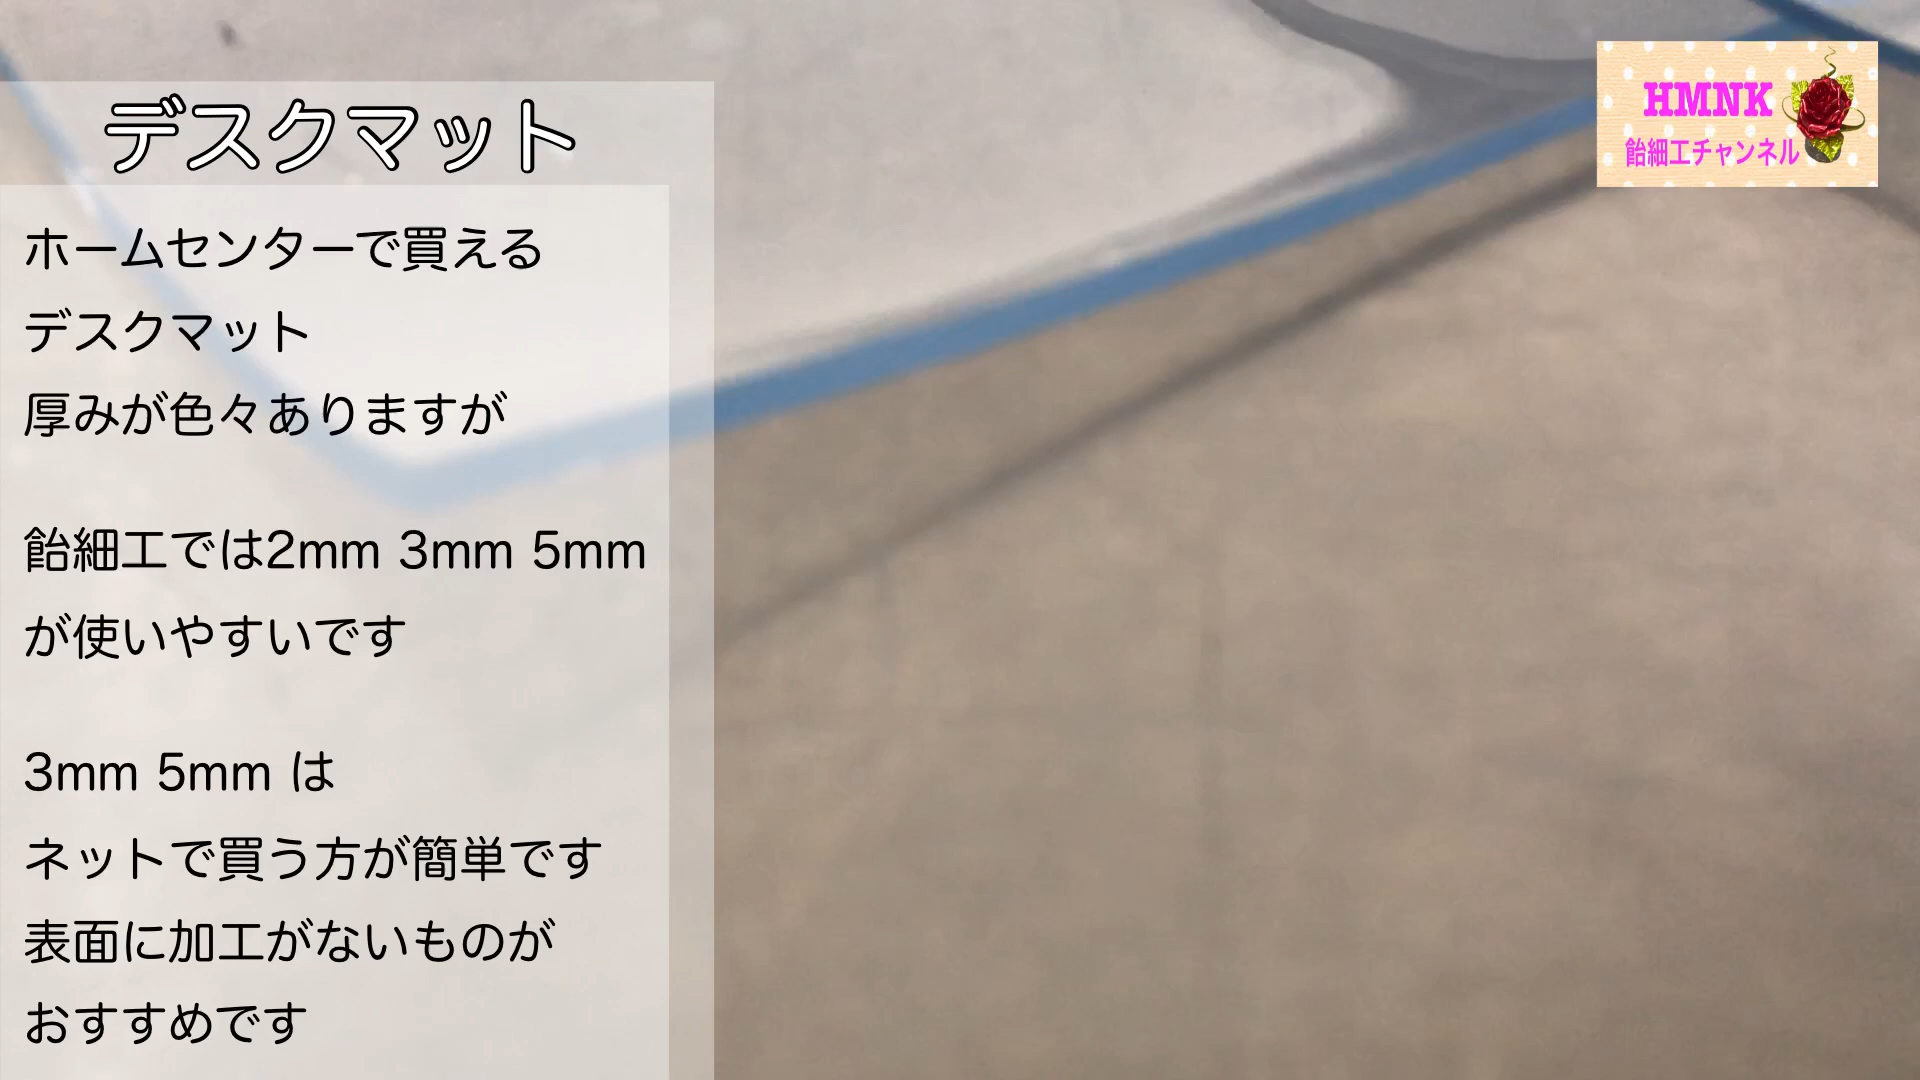 デスクマット
HMNK
飴細工チャンネル
ホームセンターで買える
デスクマット
厚みが色々ありますが
飴細工では2mm 3mm 5mm
が使いやすいです
3mm 5mm は
ネットで買う方が簡単です
表面に加工がないものが
おすすめです